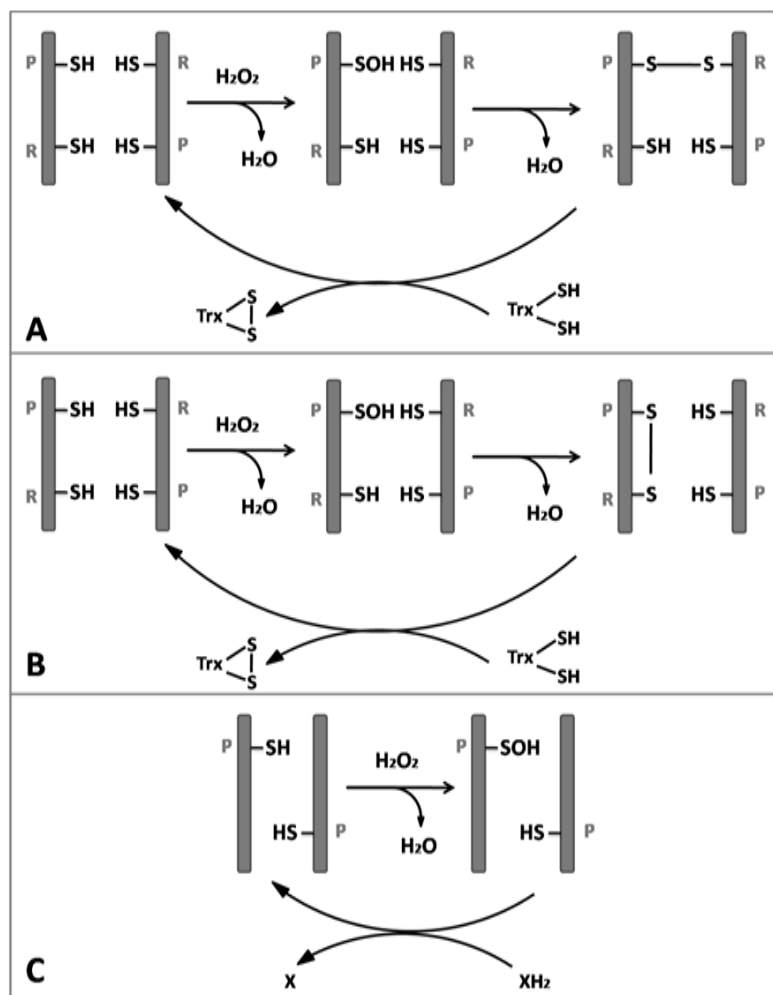 P SH HS R H₂O₂ P SOH HS R P S S R
R SH HS P H₂O R SH HS P H₂O R SH HS P
Trx S S Trx SH SH
A
P SH HS R H₂O₂ P SOH HS R P S HS R
R SH HS P H₂O R SH HS P H₂O R S HS P
Trx S S Trx SH SH
B
P SH H₂O₂ P SOH
HS P H₂O HS P
X XH₂
C